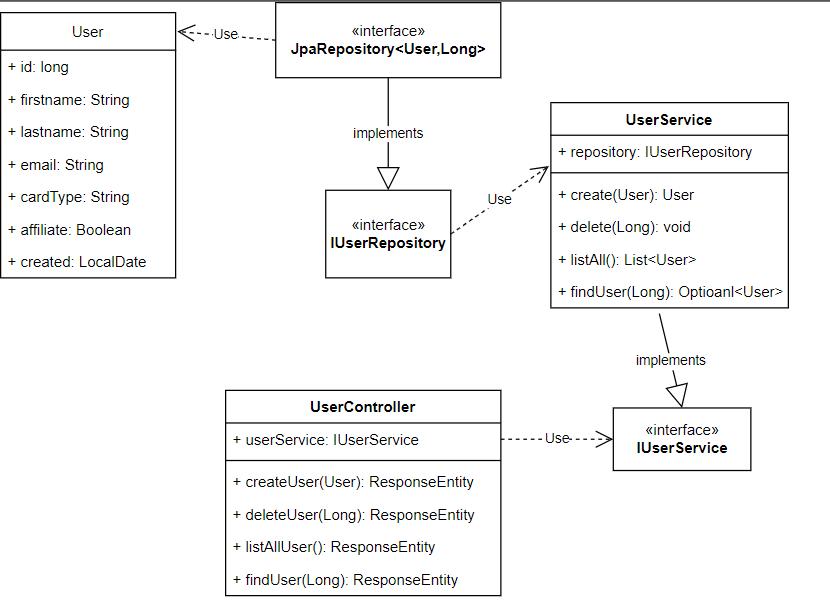 User
+ id: long
+ firstname: String
+ lastname: String
+ email: String
+ cardType: String
+ affiliate: Boolean
+ created: LocalDate
Use
«interface»
JpaRepository<User,Long>
implements
«interface»
IUserRepository
Use
UserService
+ repository: IUserRepository
+ create(User): User
+ delete(Long): void
+ listAll(): List<User>
+ findUser(Long): Optioanl<User>
implements
UserController
+ userService: IUserService
+ createUser(User): ResponseEntity
+ deleteUser(Long): ResponseEntity
+ listAllUser(): ResponseEntity
+ findUser(Long): ResponseEntity
Use
«interface»
IUserService